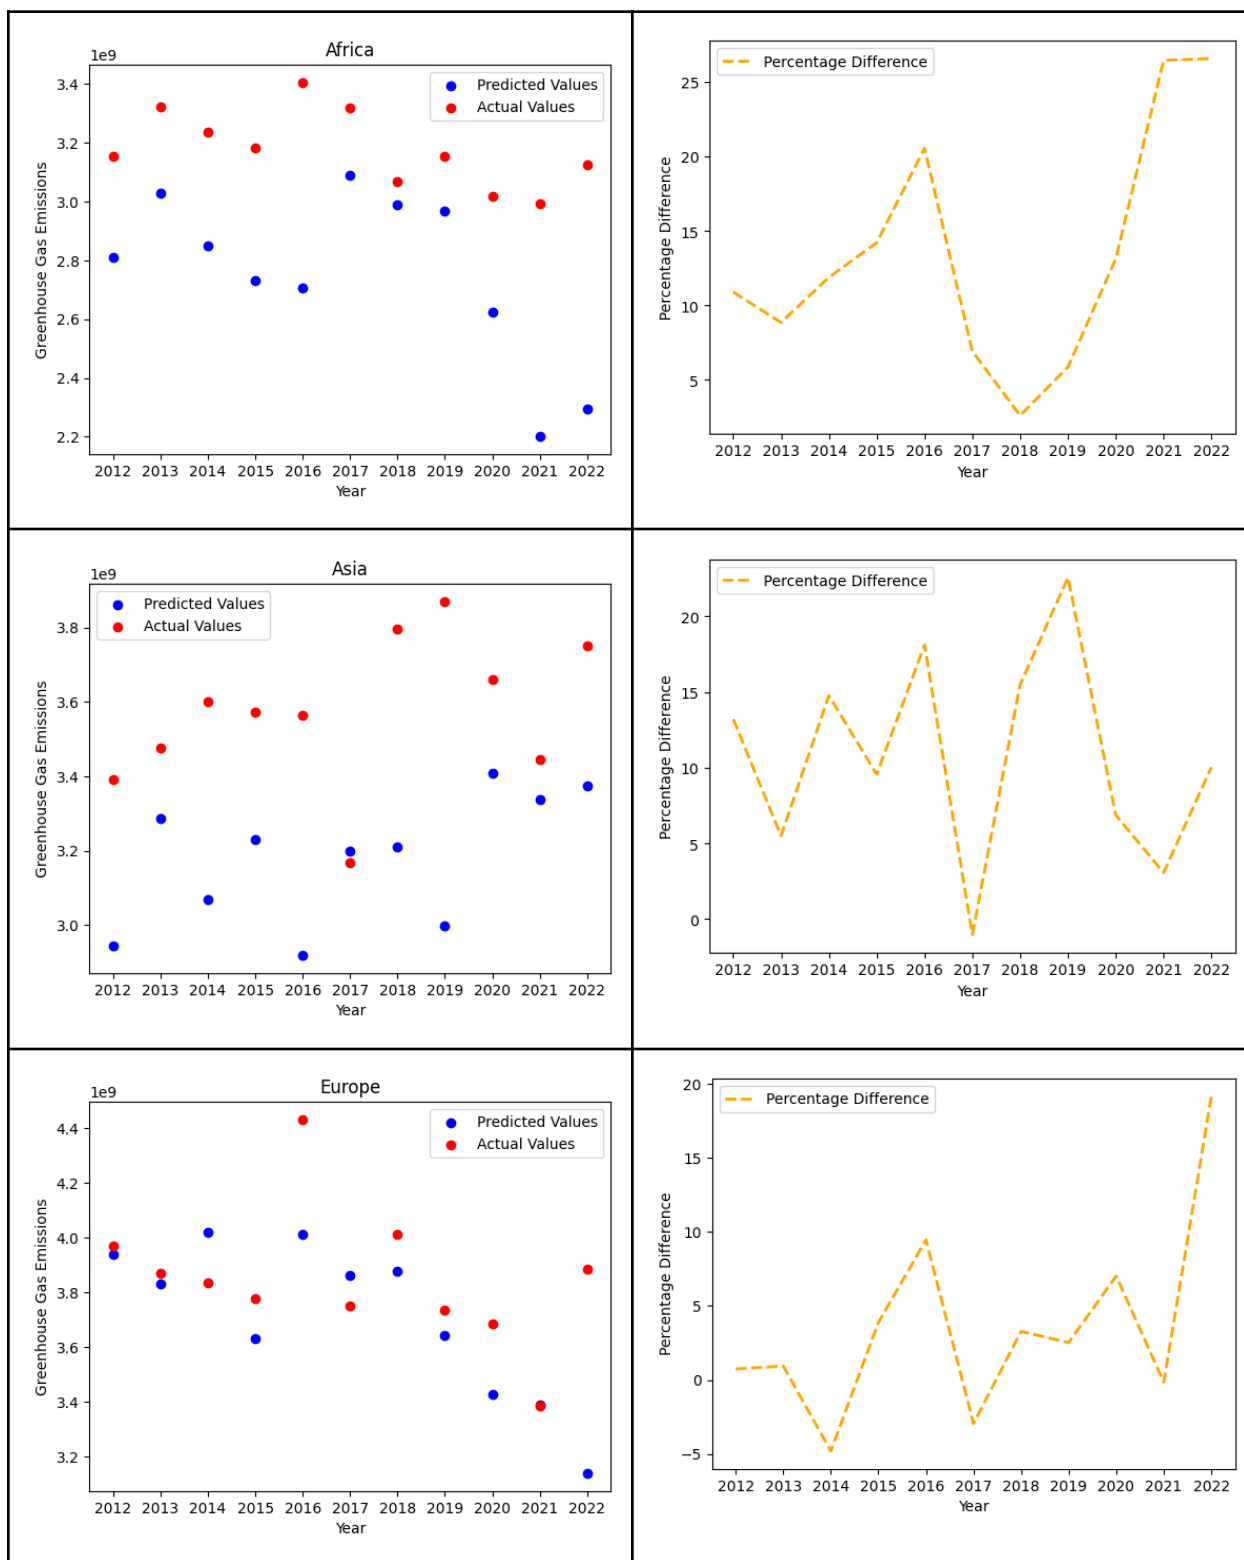 Africa
1e9
Predicted Values
Actual Values
Greenhouse Gas Emissions
3.4
3.2
3.0
2.8
2.6
2.4
2.2
2012 2013 2014 2015 2016 2017 2018 2019 2020 2021 2022
Year
Percentage Difference
Percentage Difference
25
20
15
10
5
2012 2013 2014 2015 2016 2017 2018 2019 2020 2021 2022
Year
Asia
1e9
Predicted Values
Actual Values
Greenhouse Gas Emissions
3.8
3.6
3.4
3.2
3.0
2012 2013 2014 2015 2016 2017 2018 2019 2020 2021 2022
Year
Percentage Difference
Percentage Difference
20
15
10
5
0
2012 2013 2014 2015 2016 2017 2018 2019 2020 2021 2022
Year
Europe
1e9
Predicted Values
Actual Values
Greenhouse Gas Emissions
4.4
4.2
4.0
3.8
3.6
3.4
3.2
2012 2013 2014 2015 2016 2017 2018 2019 2020 2021 2022
Year
Percentage Difference
Percentage Difference
20
15
10
5
0
−5
2012 2013 2014 2015 2016 2017 2018 2019 2020 2021 2022
Year